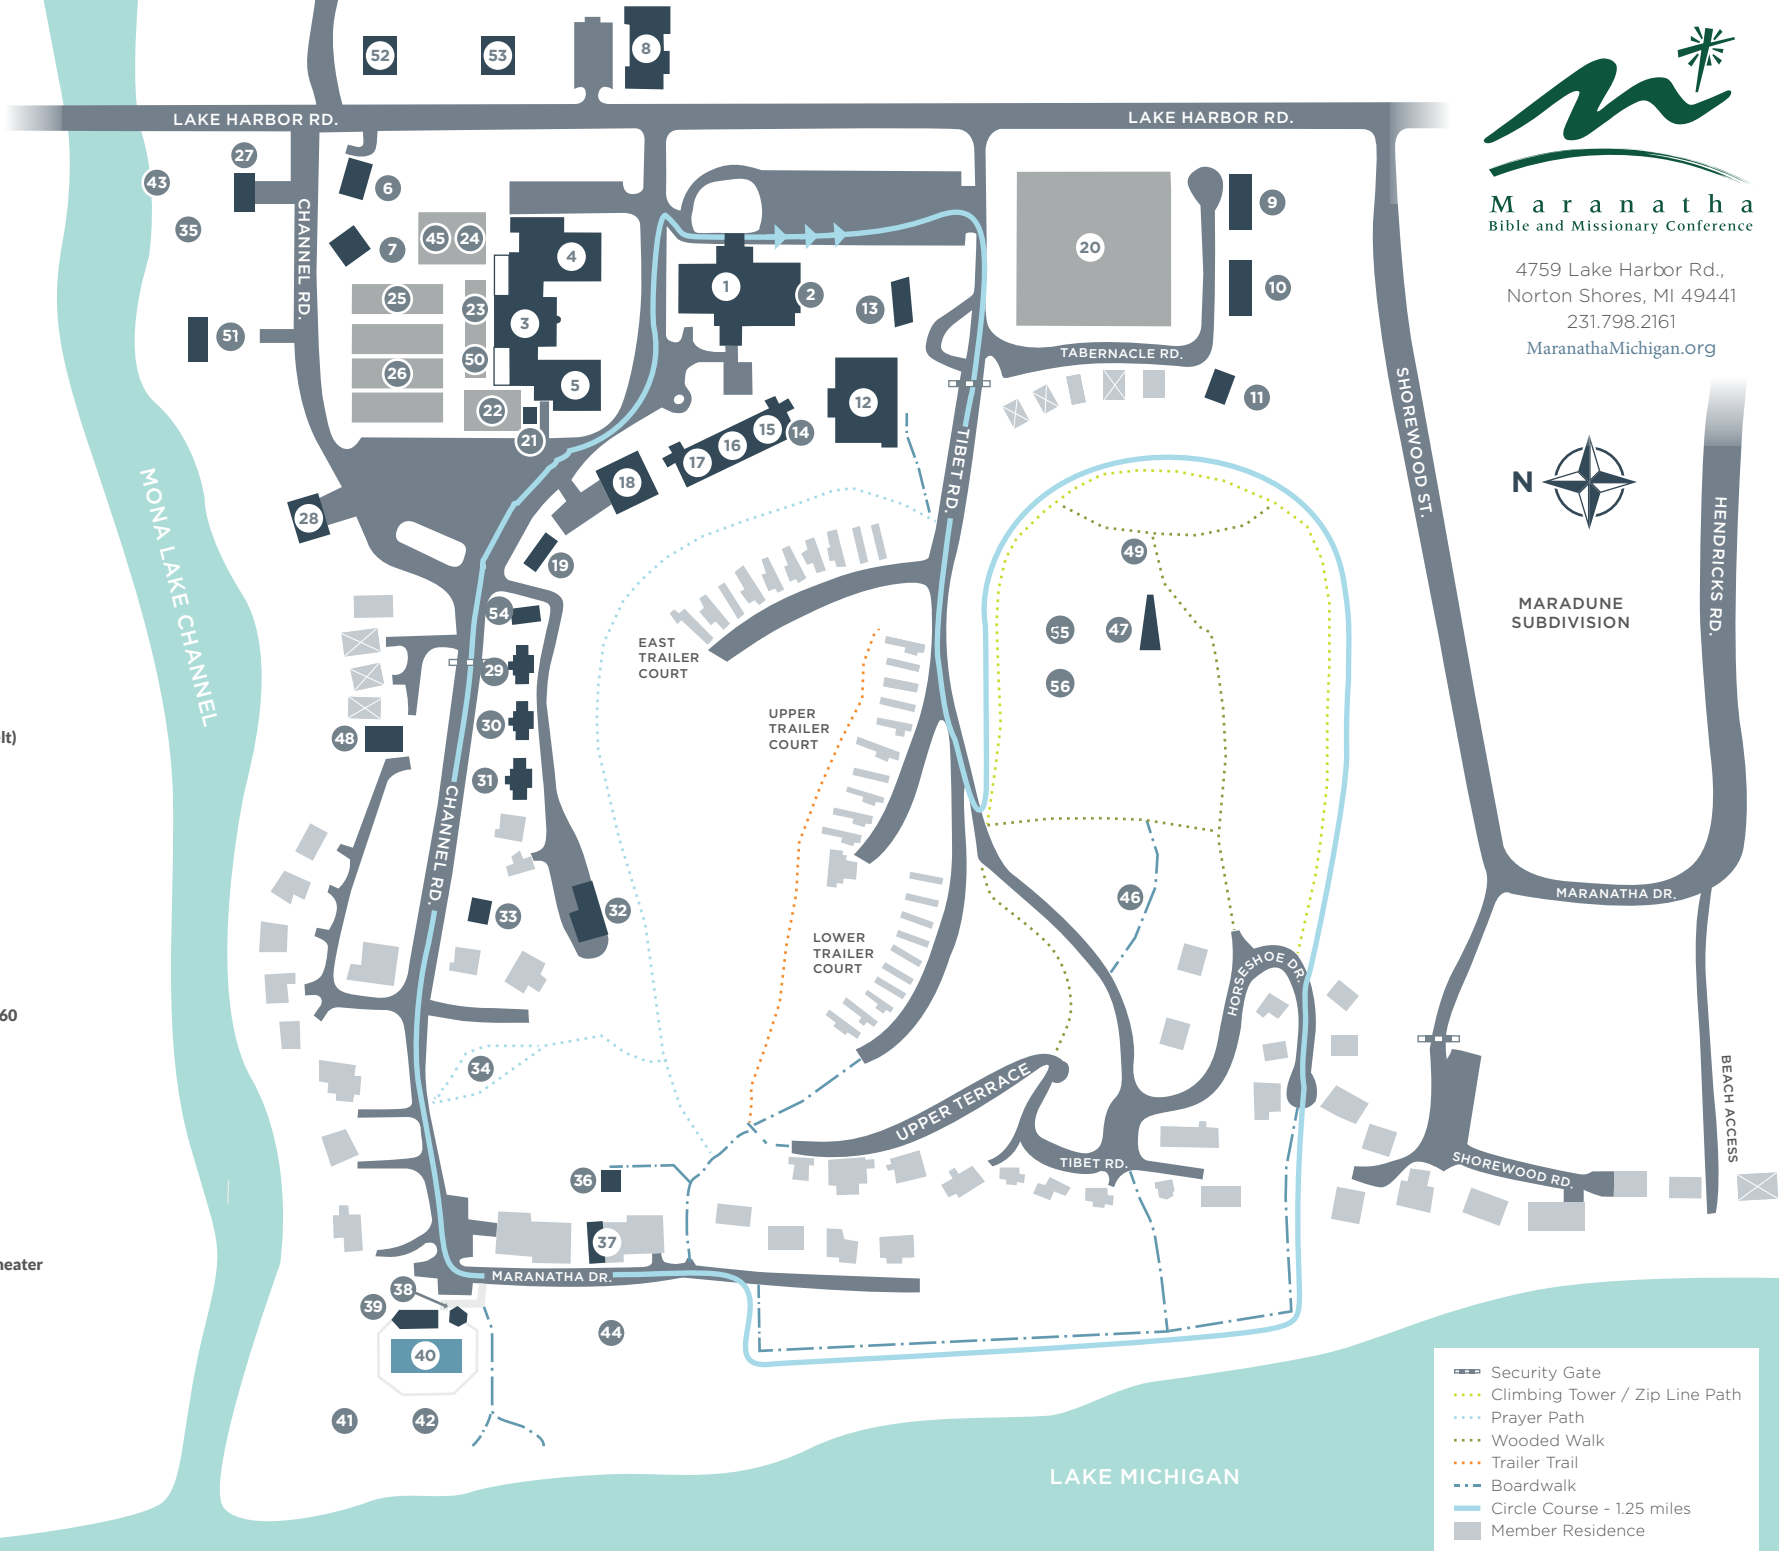 52
53
8
LAKE HARBOR RD.
LAKE HARBOR RD.
Maranatha
Bible and Missionary Conference
4759 Lake Harbor Rd.,
Norton Shores, MI 49441
231.798.2161
MaranathaMichigan.org
27
43
6
35
7
CHANNEL RD.
45
24
4
9
20
10
1
2
13
25
23
3
51
50
26
5
TABERNACLE RD.
11
12
22
21
15
14
16
17
18
TIBET RD.
SHOREWOOD ST.
N
MONA LAKE CHANNEL
28
19
49
HENDRICKS RD.
MARADUNE
SUBDIVISION
54
55
47
EAST
TRAILER
COURT
29
56
UPPER
TRAILER
COURT
30
48
lt)
31
CHANNEL RD.
46
MARANATHA DR.
33
32
LOWER
TRAILER
COURT
HORSESHOE DR.
60
34
UPPER TERRACE
BEACH ACCESS
TIBET RD.
SHOREWOOD RD.
36
37
heater
MARANATHA DR.
38
39
44
40
41
42
LAKE MICHIGAN
Security Gate
Climbing Tower / Zip Line Path
Prayer Path
Wooded Walk
Trailer Trail
Boardwalk
Circle Course - 1.25 miles
Member Residence